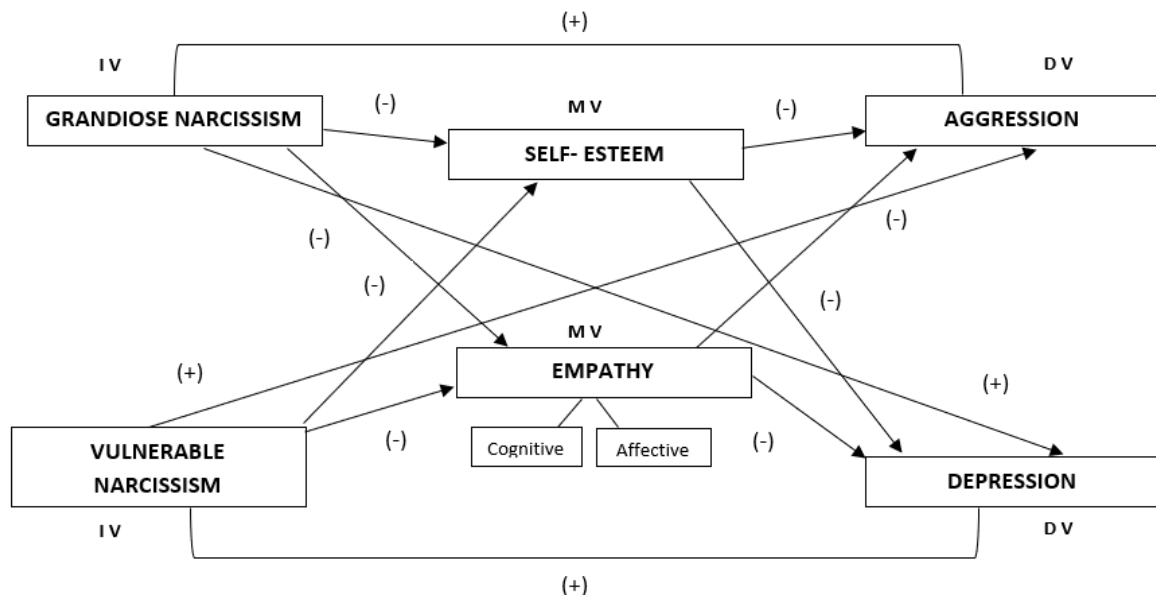 (+)
I V
D V
GRANDIOSE NARCISSISM
(-)
M V
(-)
AGGRESSION
SELF- ESTEEM
(-)
(-)
(-)
(-)
M V
(+)
EMPATHY
(+)
VULNERABLE
NARCISSISM
(-)
Cognitive
Affective
(-)
DEPRESSION
I V
D V
(+)